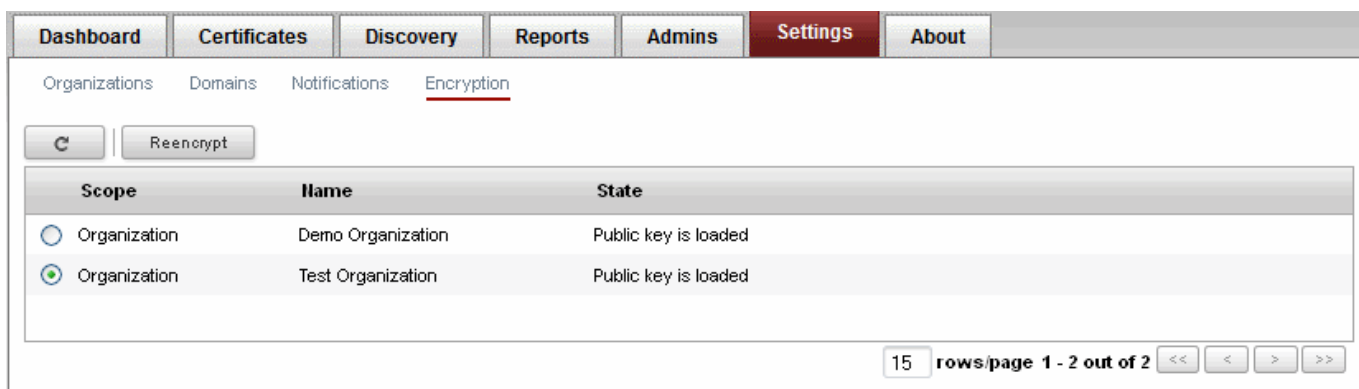 Dashboard Certificates Discovery Reports Admins Settings About
Organizations Domains Notifications Encryption
Reencrypt
Scope Name State
Organization Demo Organization Public key is loaded
Organization Test Organization Public key is loaded
15 rows/page 1 - 2 out of 2 << < > >>